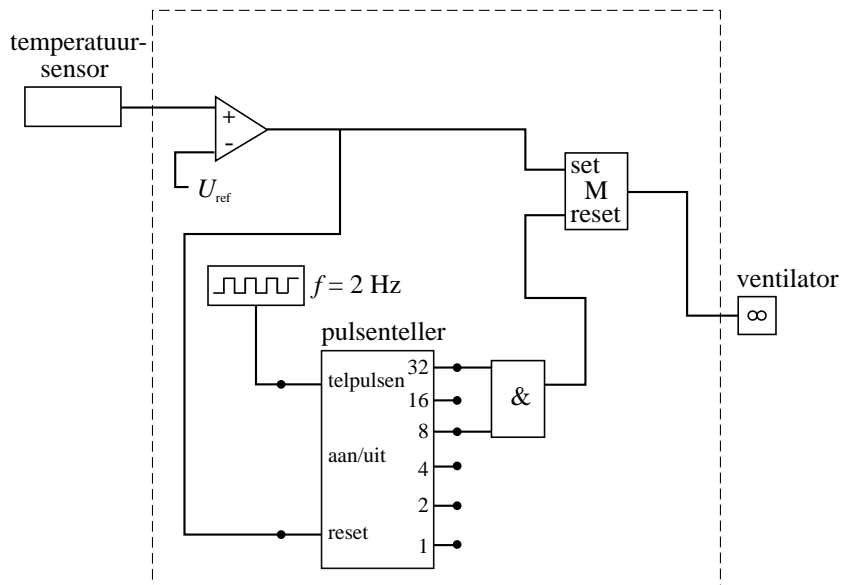 temperatuur-
sensor
+
-
U_ref
set
M
reset
f = 2 Hz
ventilator
∞
pulsenteller
telpulsen
32
16
&
8
aan/uit
4
2
reset
1